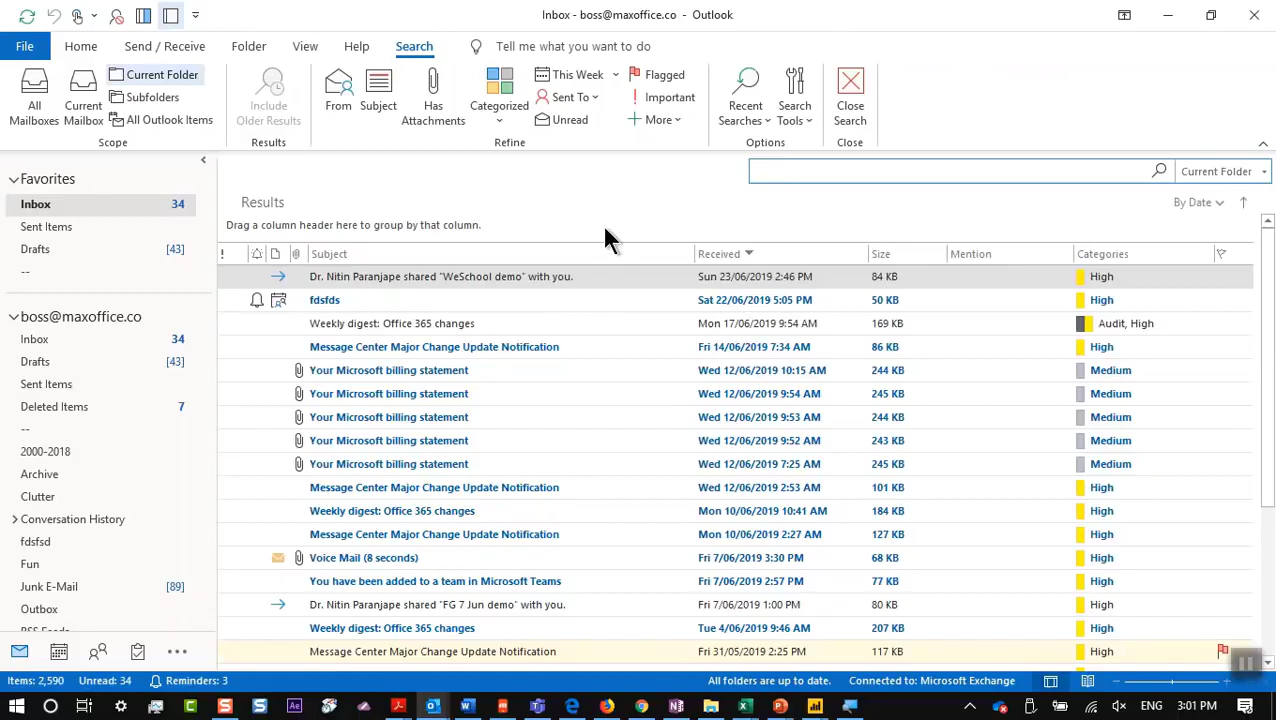 Inbox - boss@maxoffice.co - Outlook
File Home Send / Receive Folder View Help Search Tell me what you want to do
All Mailboxes
Current Mailbox
Current Folder
Subfolders
All Outlook Items
Scope
Include Older Results
Results
From
Subject
Has Attachments
Categorized
This Week
Sent To
Unread
Flagged
Important
More
Refine
Recent Searches
Search Tools
Options
Close Search
Close
Current Folder
Favorites
Inbox 34
Sent Items
Drafts [43]
--
boss@maxoffice.co
Inbox 34
Drafts [43]
Sent Items
Deleted Items 7
--
2000-2018
Archive
Clutter
Conversation History
fdsfsd
Fun
Junk E-Mail [89]
Outbox
RSS Feeds
Results By Date
Drag a column header here to group by that column.
! Subject Received Size Mention Categories
Dr. Nitin Paranjape shared "WeSchool demo" with you. Sun 23/06/2019 2:46 PM 84 KB High
fdsfds Sat 22/06/2019 5:05 PM 50 KB High
Weekly digest: Office 365 changes Mon 17/06/2019 9:54 AM 169 KB Audit, High
Message Center Major Change Update Notification Fri 14/06/2019 7:34 AM 86 KB High
Your Microsoft billing statement Wed 12/06/2019 10:15 AM 244 KB Medium
Your Microsoft billing statement Wed 12/06/2019 9:54 AM 245 KB Medium
Your Microsoft billing statement Wed 12/06/2019 9:53 AM 244 KB Medium
Your Microsoft billing statement Wed 12/06/2019 9:52 AM 243 KB Medium
Your Microsoft billing statement Wed 12/06/2019 7:25 AM 245 KB Medium
Message Center Major Change Update Notification Wed 12/06/2019 2:53 AM 101 KB High
Weekly digest: Office 365 changes Mon 10/06/2019 10:41 AM 184 KB High
Message Center Major Change Update Notification Mon 10/06/2019 2:27 AM 127 KB High
Voice Mail (8 seconds) Fri 7/06/2019 3:30 PM 68 KB High
You have been added to a team in Microsoft Teams Fri 7/06/2019 2:57 PM 77 KB High
Dr. Nitin Paranjape shared "FG 7 Jun demo" with you. Fri 7/06/2019 1:00 PM 80 KB High
Weekly digest: Office 365 changes Tue 4/06/2019 9:46 AM 207 KB High
Message Center Major Change Update Notification Fri 31/05/2019 2:25 PM 117 KB High
Items: 2,590 Unread: 34 Reminders: 3 All folders are up to date. Connected to: Microsoft Exchange
ENG 3:01 PM